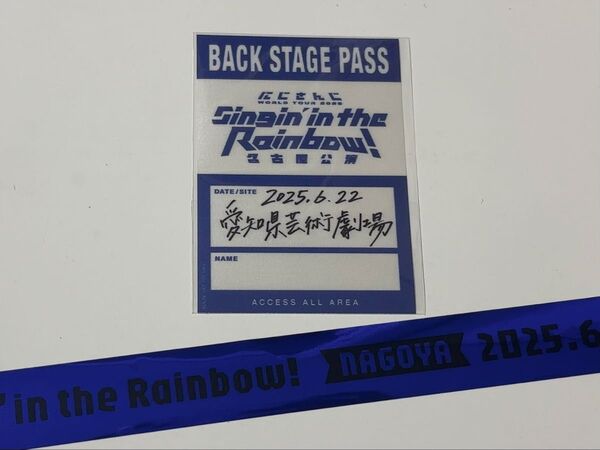 BACK STAGE PASS
にじさんじ
WORLD TOUR 2025
Singin' in the
Rainbow!
名古屋公演
DATE/SITE
2025.6.22
愛知県芸術劇場
NAME
ACCESS ALL AREA
' in the Rainbow! NAGOYA 2025.6